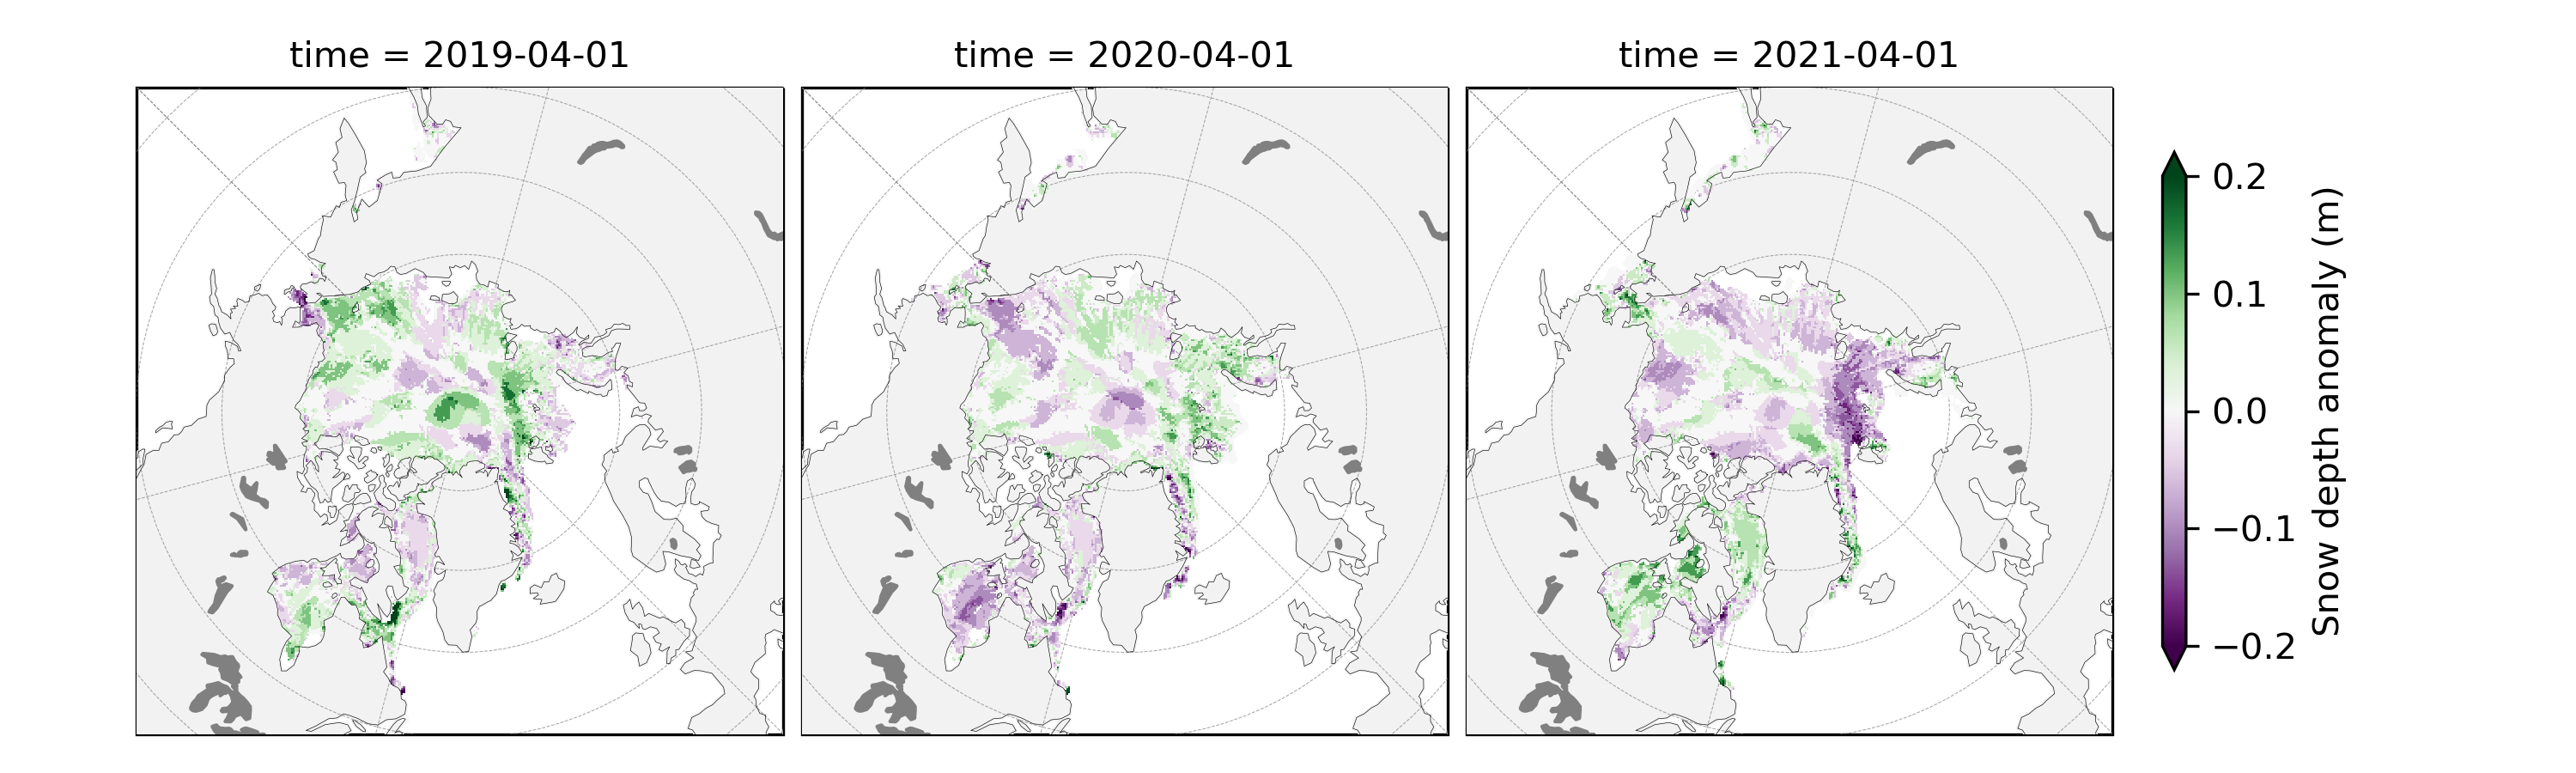 time = 2019-04-01
time = 2020-04-01
time = 2021-04-01
0.2
0.1
0.0
−0.1
−0.2
Snow depth anomaly (m)